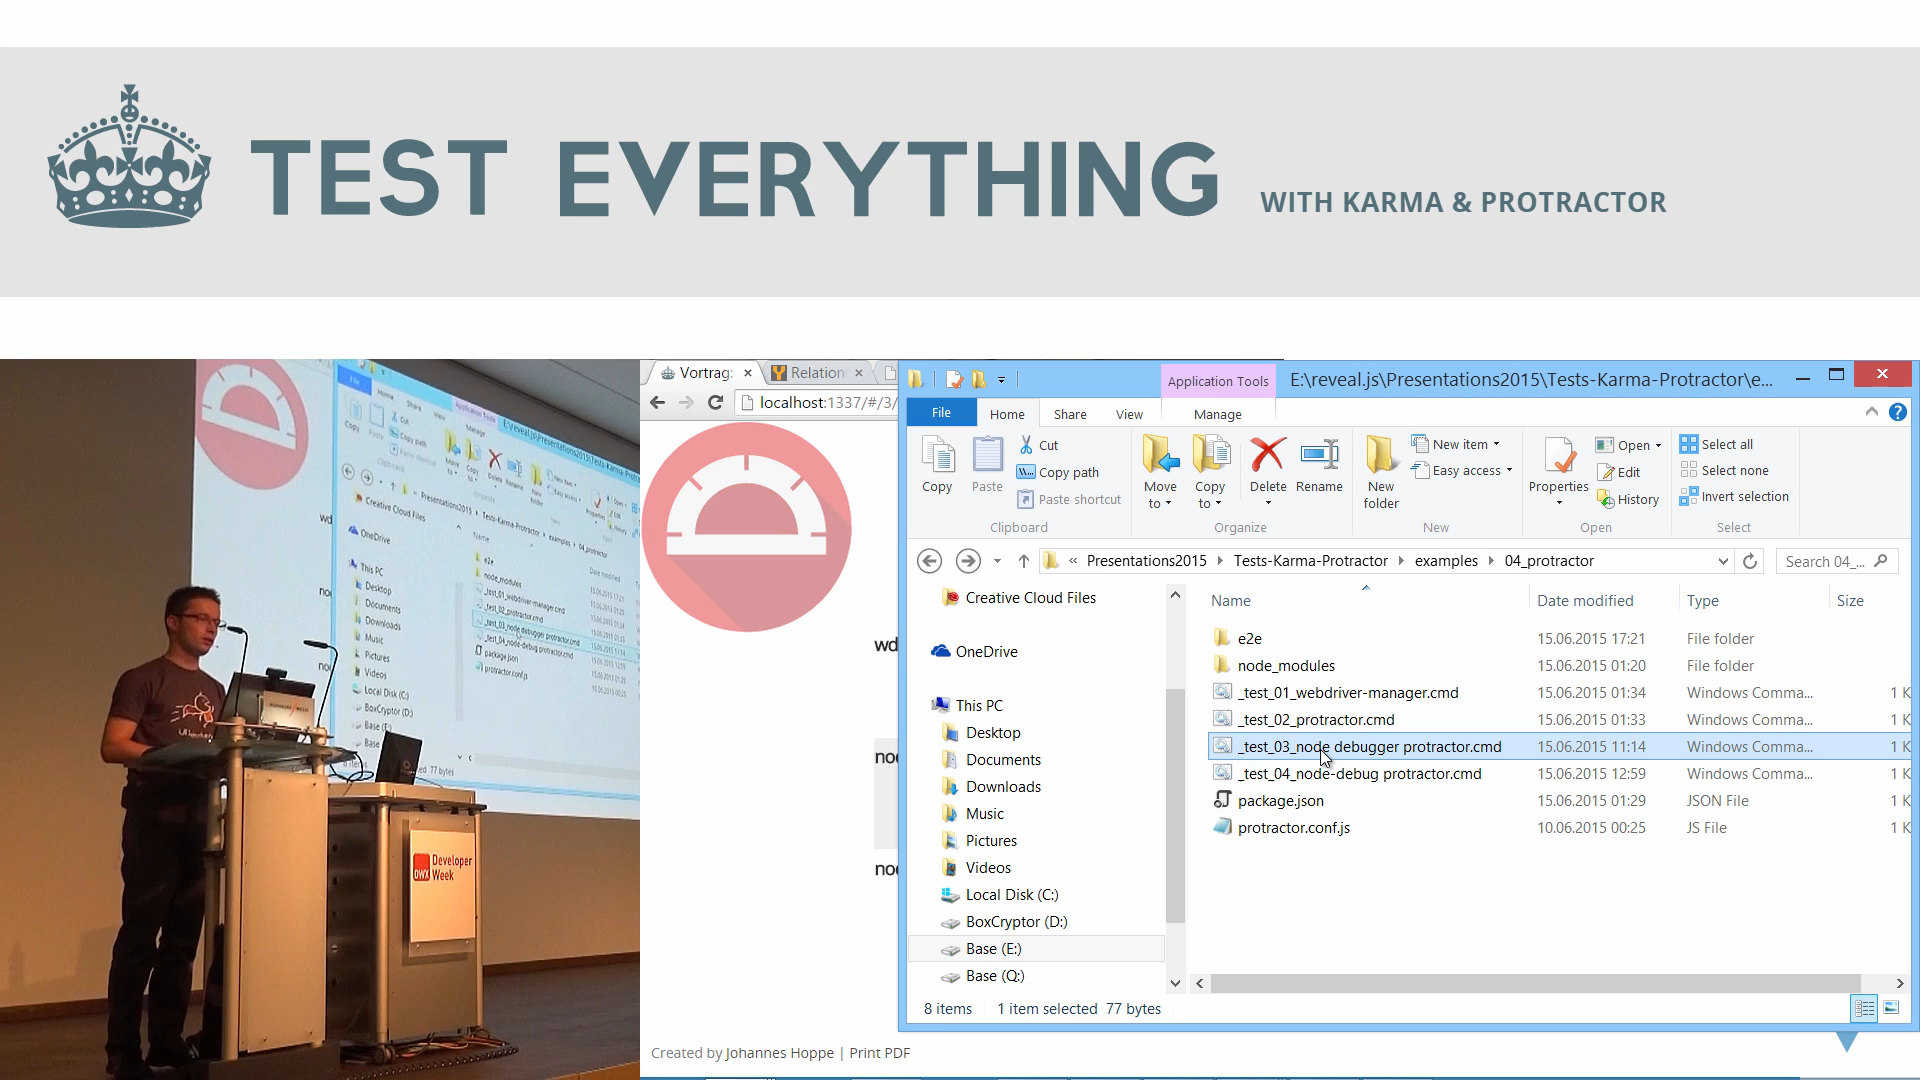 TEST EVERYTHING WITH KARMA & PROTRACTOR
Vortrag:
Relation
localhost:1337/#/3/
Application Tools
E:\reveal.js\Presentations2015\Tests-Karma-Protractor\e...
File
Home
Share
View
Manage
Copy
Paste
Cut
Copy path
Paste shortcut
Clipboard
Move to
Copy to
Delete
Rename
Organize
New folder
New item
Easy access
New
Properties
Open
Edit
History
Open
Select all
Select none
Invert selection
Select
« Presentations2015 Tests-Karma-Protractor examples 04_protractor
Search 04_...
Creative Cloud Files
OneDrive
This PC
Desktop
Documents
Downloads
Music
Pictures
Videos
Local Disk (C:)
BoxCryptor (D:)
Base (E:)
Base (Q:)
Name Date modified Type Size
e2e 15.06.2015 17:21 File folder
node_modules 15.06.2015 01:20 File folder
_test_01_webdriver-manager.cmd 15.06.2015 01:34 Windows Comma... 1 K
_test_02_protractor.cmd 15.06.2015 01:33 Windows Comma... 1 K
_test_03_node debugger protractor.cmd 15.06.2015 11:14 Windows Comma... 1 K
_test_04_node-debug protractor.cmd 15.06.2015 12:59 Windows Comma... 1 K
package.json 15.06.2015 01:29 JSON File 1 K
protractor.conf.js 10.06.2015 00:25 JS File 1 K
8 items 1 item selected 77 bytes
wd
Created by Johannes Hoppe | Print PDF
DWX Developer Week